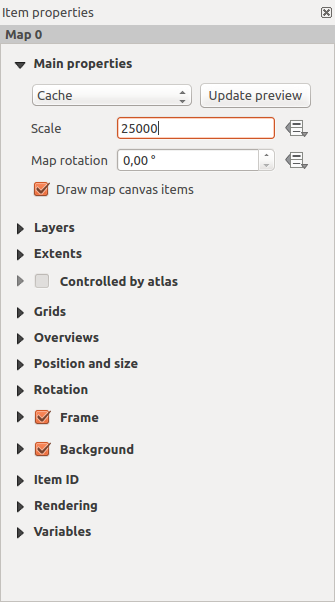 Item properties
Map 0
Main properties
Cache Update preview
Scale 25000
Map rotation 0,00 °
Draw map canvas items
Layers
Extents
Controlled by atlas
Grids
Overviews
Position and size
Rotation
Frame
Background
Item ID
Rendering
Variables